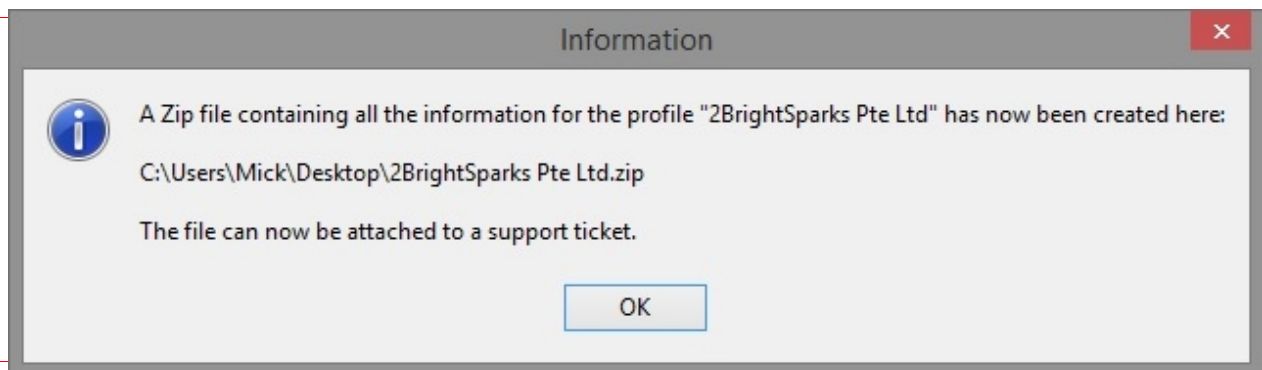 Information
A Zip file containing all the information for the profile "2BrightSparks Pte Ltd" has now been created here:
C:\Users\Mick\Desktop\2BrightSparks Pte Ltd.zip
The file can now be attached to a support ticket.
OK